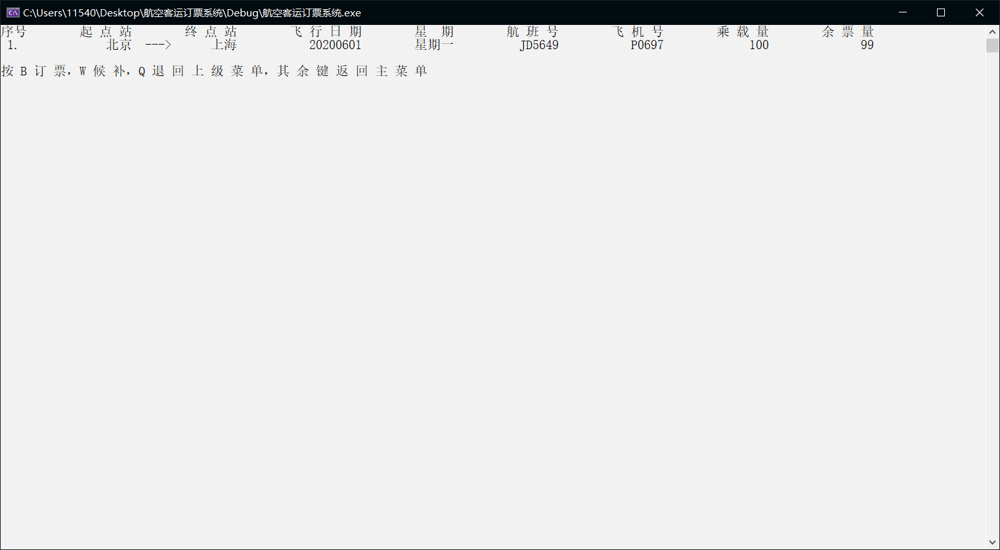 C:\Users\11540\Desktop\航空客运订票系统\Debug\航空客运订票系统.exe
序号 起 点 站 终 点 站 飞 行 日 期 星 期 航 班 号 飞 机 号 乘 载 量 余 票 量
1. 北京 ---> 上海 20200601 星期一 JD5649 P0697 100 99
按 B 订 票，W 候 补，Q 退 回 上 级 菜 单，其 余 键 返 回 主 菜 单